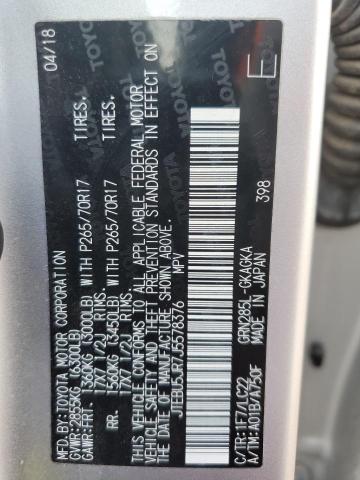 MFD. BY: TOYOTA MOTOR CORPORATION 04/18
GVWR: 2855KG (6300LB)
GAWR: FRT. 1360KG (3000LB) WITH P265/70R17 TIRES.
17X7 1/2J RIMS.
RR. 1560KG (3450LB) WITH P265/70R17 TIRES.
17X7 1/2J RIMS.
THIS VEHICLE CONFORMS TO ALL APPLICABLE FEDERAL MOTOR
VEHICLE SAFETY AND THEFT PREVENTION STANDARDS IN EFFECT ON
THE DATE OF MANUFACTURE SHOWN ABOVE.
JTEBU5JR7J5578376 MPV
E
398
C/TR: 1F7/LC22 GRN285L-GKAGKA
A/TM: A01B/A750F MADE IN JAPAN